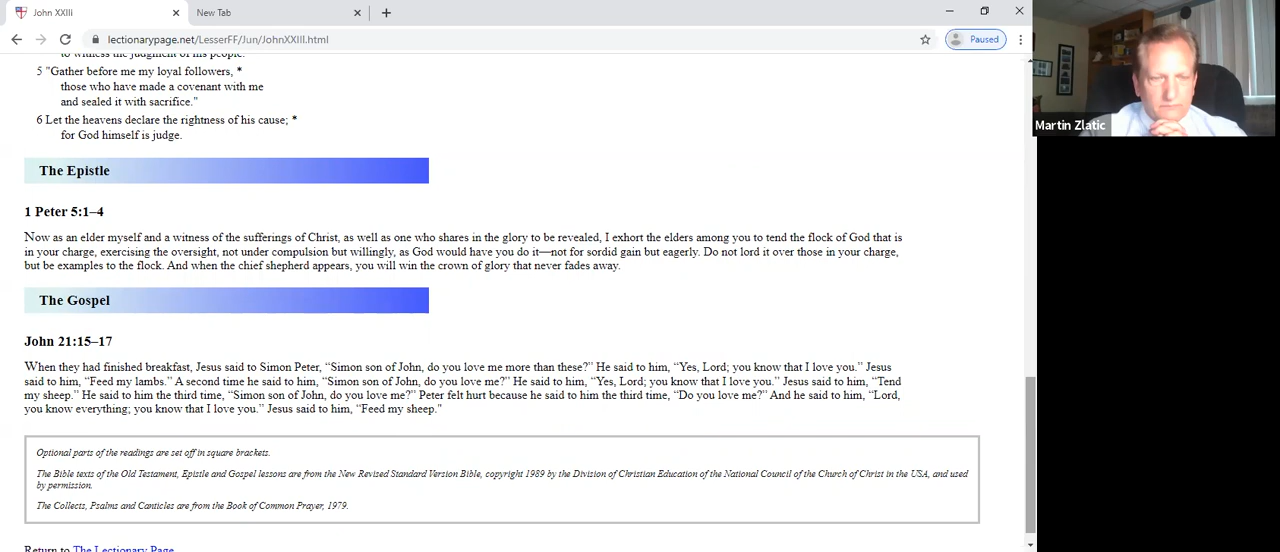 John XXIIi
New Tab
lectionarypage.net/LesserFF/Jun/JohnXXIII.html
Paused
to witness the judgment of his people.
5 "Gather before me my loyal followers, *
those who have made a covenant with me
and sealed it with sacrifice."
6 Let the heavens declare the rightness of his cause; *
for God himself is judge.
The Epistle
1 Peter 5:1–4
Now as an elder myself and a witness of the sufferings of Christ, as well as one who shares in the glory to be revealed, I exhort the elders among you to tend the flock of God that is
in your charge, exercising the oversight, not under compulsion but willingly, as God would have you do it—not for sordid gain but eagerly. Do not lord it over those in your charge,
but be examples to the flock. And when the chief shepherd appears, you will win the crown of glory that never fades away.
The Gospel
John 21:15–17
When they had finished breakfast, Jesus said to Simon Peter, “Simon son of John, do you love me more than these?” He said to him, “Yes, Lord; you know that I love you.” Jesus
said to him, “Feed my lambs.” A second time he said to him, “Simon son of John, do you love me?” He said to him, “Yes, Lord; you know that I love you.” Jesus said to him, “Tend
my sheep.” He said to him the third time, “Simon son of John, do you love me?” Peter felt hurt because he said to him the third time, “Do you love me?” And he said to him, “Lord,
you know everything; you know that I love you.” Jesus said to him, “Feed my sheep."
Optional parts of the readings are set off in square brackets.
The Bible texts of the Old Testament, Epistle and Gospel lessons are from the New Revised Standard Version Bible, copyright 1989 by the Division of Christian Education of the National Council of the Church of Christ in the USA, and used
by permission.
The Collects, Psalms and Canticles are from the Book of Common Prayer, 1979.
Return to The Lectionary Page
Martin Zlatic